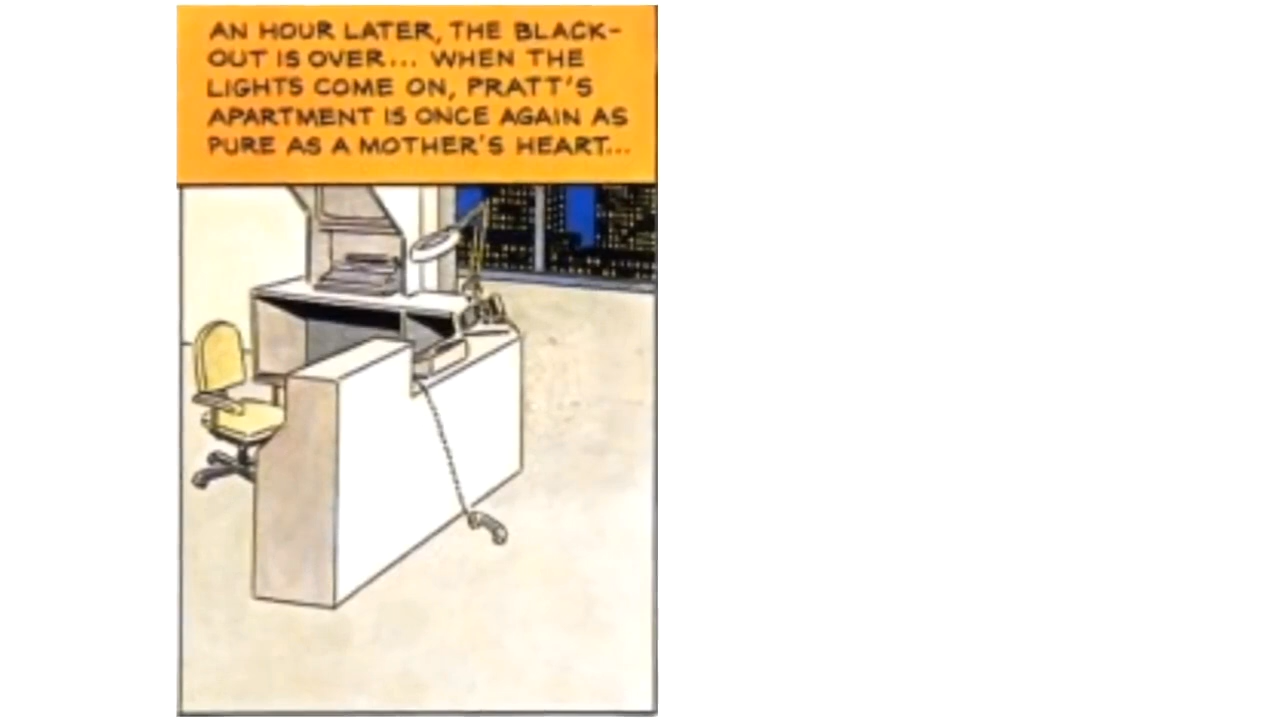 AN HOUR LATER, THE BLACK-
OUT IS OVER... WHEN THE
LIGHTS COME ON, PRATT'S
APARTMENT IS ONCE AGAIN AS
PURE AS A MOTHER'S HEART...